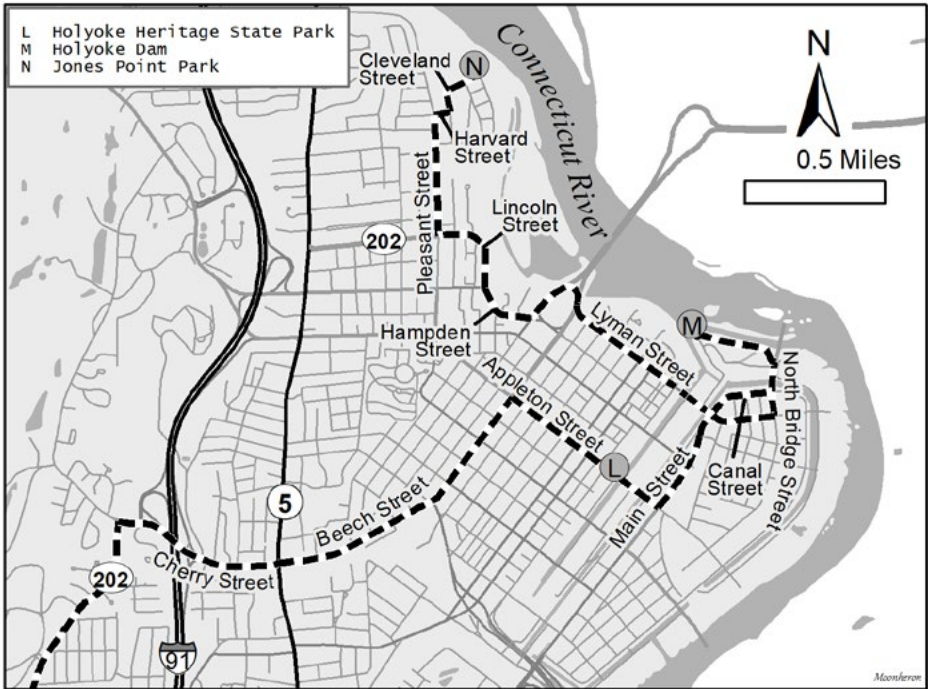 L Holyoke Heritage State Park
M Holyoke Dam
N Jones Point Park
Connecticut River
N
0.5 Miles
Cleveland
Street
N
Harvard
Street
Pleasant Street
Lincoln
Street
202
Hampden
Street
Lyman Street
M
Appleton Street
North Bridge Street
L
Main Street
Canal
Street
5
Beech Street
Cherry Street
202
91
Moonheron